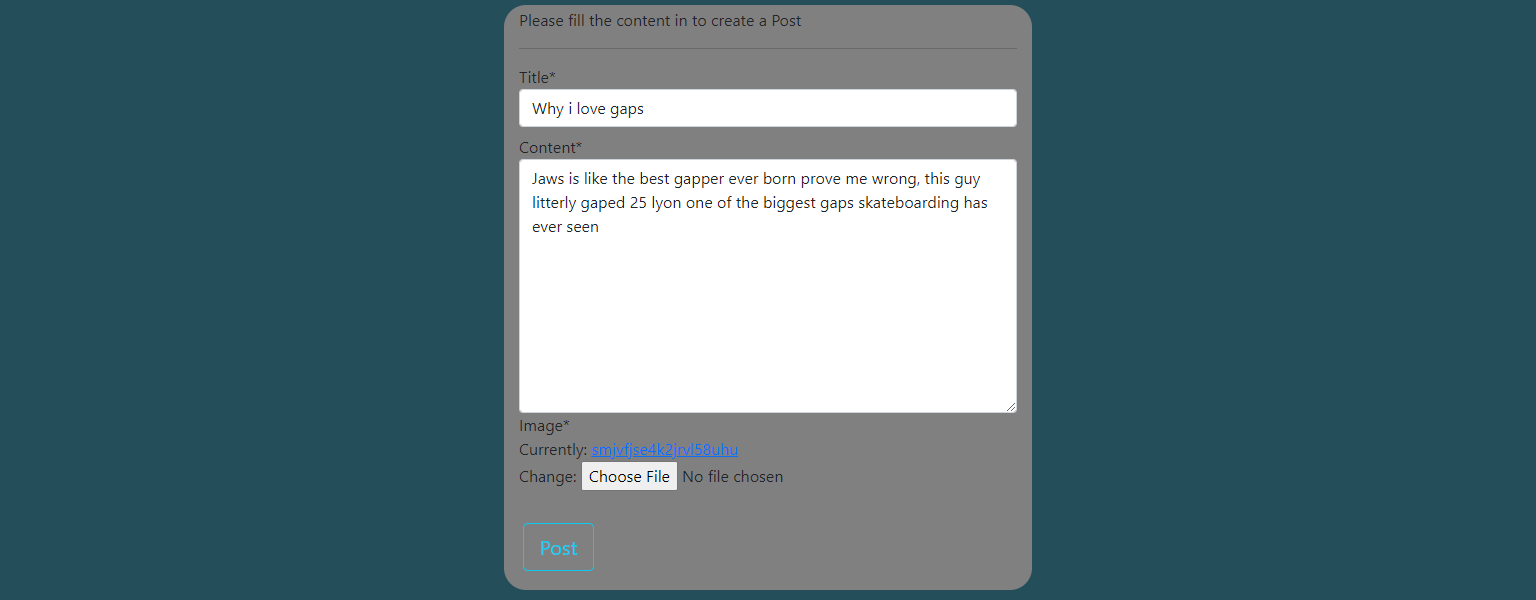 Please fill the content in to create a Post
Title*
Why i love gaps
Content*
Jaws is like the best gapper ever born prove me wrong, this guy
litterly gaped 25 lyon one of the biggest gaps skateboarding has
ever seen
Image*
Currently: smjvfjse4k2jrvl58uhu
Change: Choose File No file chosen
Post